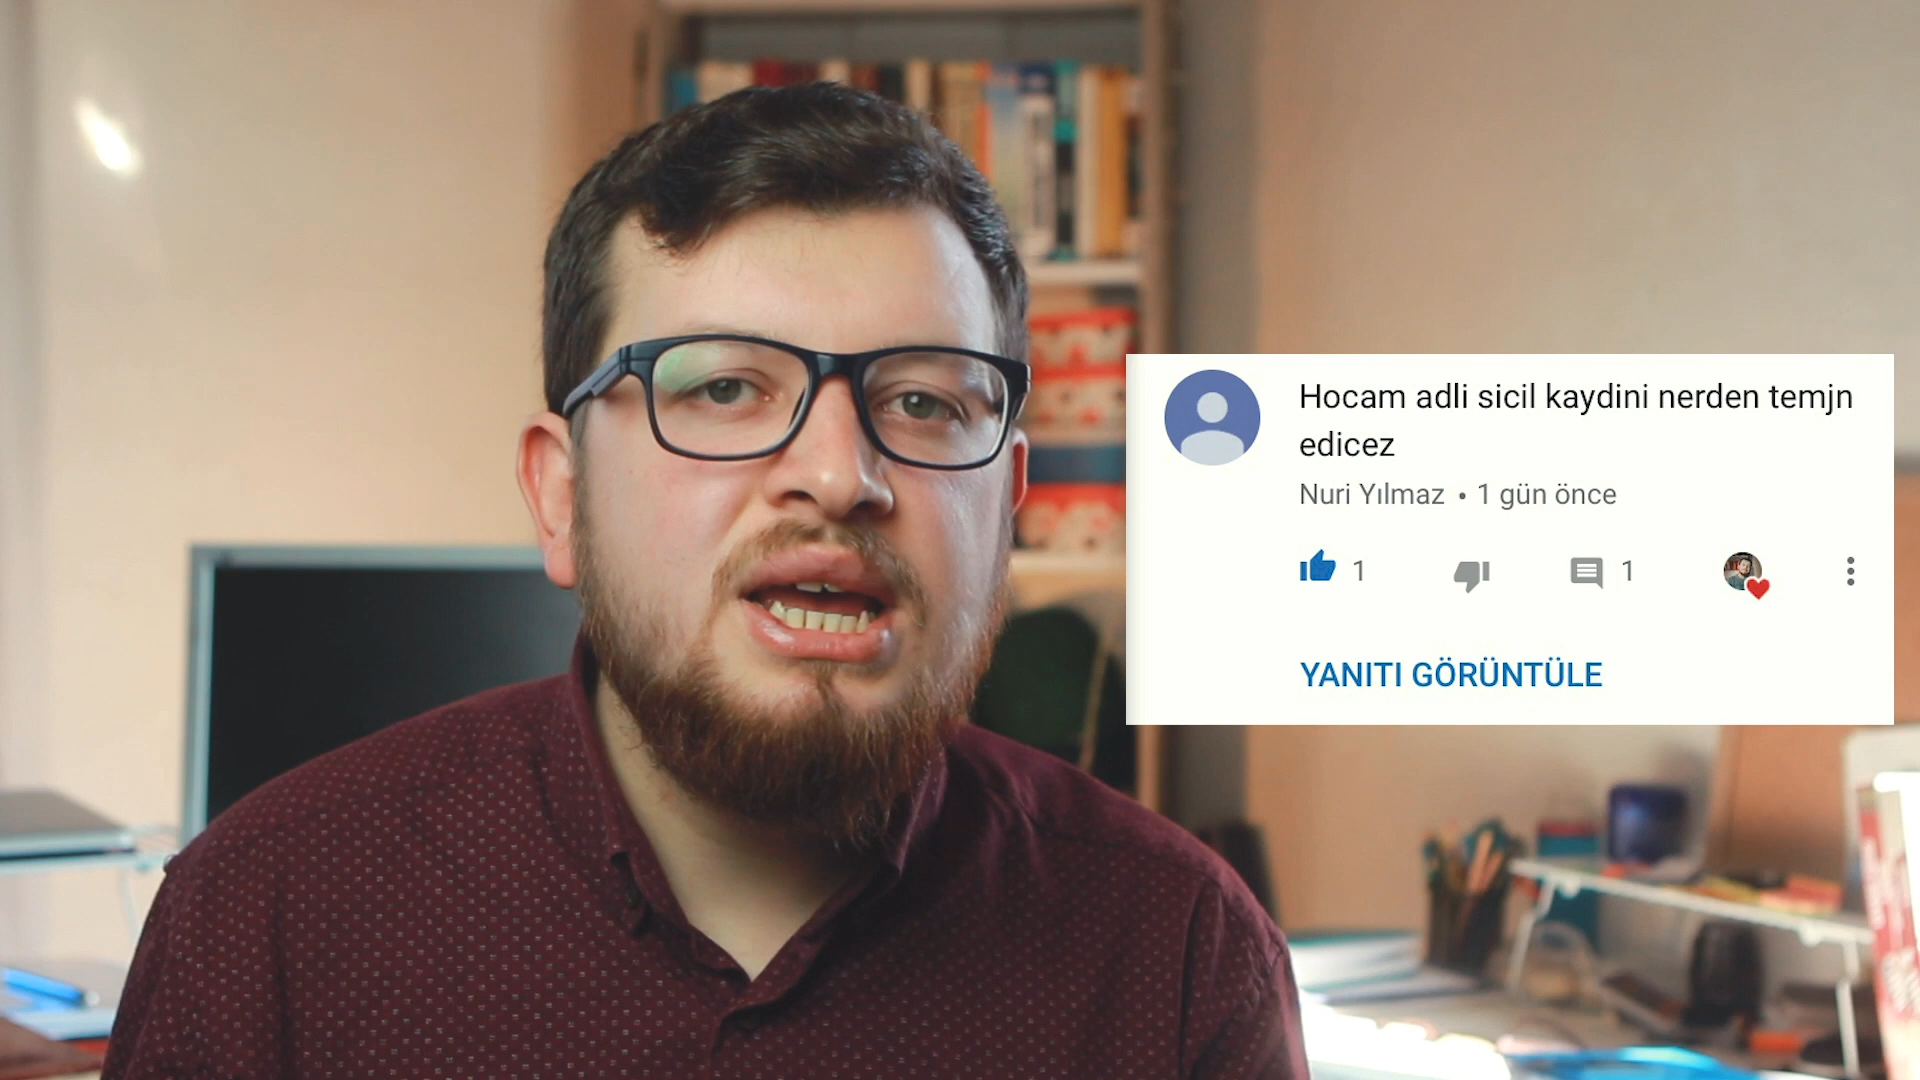 Hocam adli sicil kaydini nerden temjn
edicez
Nuri Yılmaz • 1 gün önce
1
1
YANITI GÖRÜNTÜLE